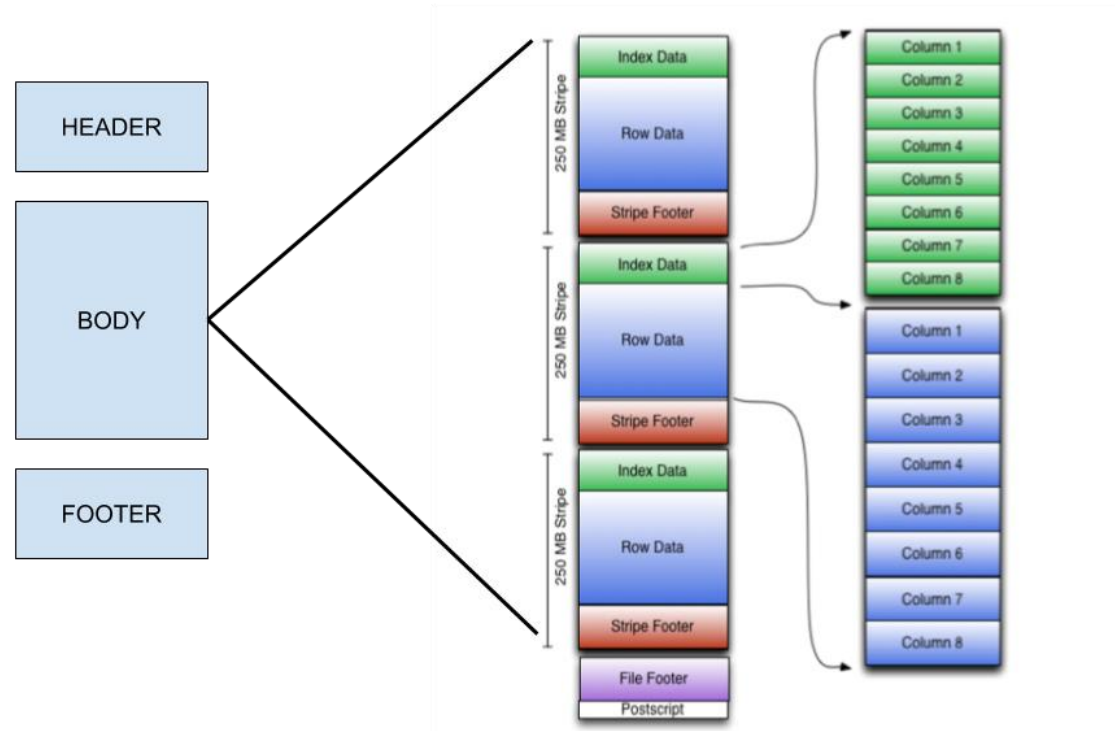 HEADER
BODY
FOOTER
250 MB Stripe
Index Data
Row Data
Stripe Footer
250 MB Stripe
Index Data
Row Data
Stripe Footer
250 MB Stripe
Index Data
Row Data
Stripe Footer
File Footer
Postscript
Column 1
Column 2
Column 3
Column 4
Column 5
Column 6
Column 7
Column 8
Column 1
Column 2
Column 3
Column 4
Column 5
Column 6
Column 7
Column 8